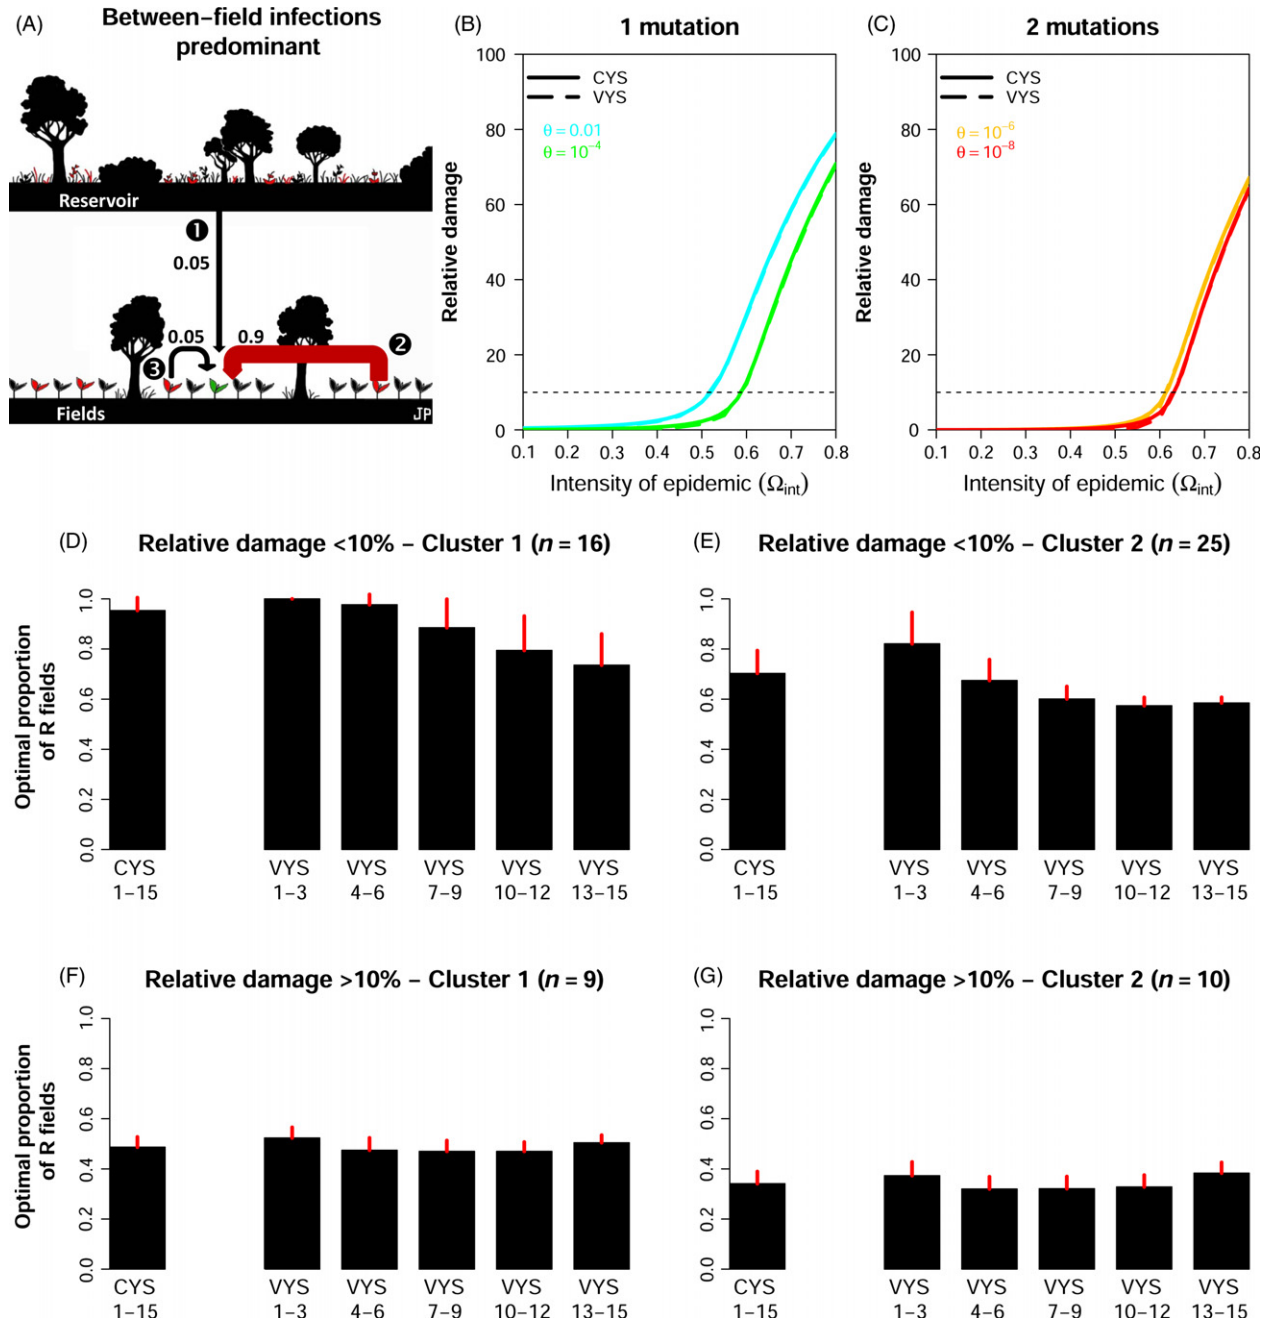 (A)
Between–field infections
predominant
Reservoir
❶
0.05
0.05
0.9
❷
❸
Fields
JP
(B)
1 mutation
CYS
VYS
θ = 0.01
θ = 10⁻⁴
Relative damage
100
80
60
40
20
0
0.1 0.2 0.3 0.4 0.5 0.6 0.7 0.8
Intensity of epidemic (Ωint)
(C)
2 mutations
CYS
VYS
θ = 10⁻⁶
θ = 10⁻⁸
Relative damage
100
80
60
40
20
0
0.1 0.2 0.3 0.4 0.5 0.6 0.7 0.8
Intensity of epidemic (Ωint)
(D)
Relative damage <10% – Cluster 1 (n = 16)
Optimal proportion
of R fields
1.0
0.8
0.6
0.4
0.2
0.0
CYS VYS VYS VYS VYS VYS
1–15 1–3 4–6 7–9 10–12 13–15
(E)
Relative damage <10% – Cluster 2 (n = 25)
1.0
0.8
0.6
0.4
0.2
0.0
CYS VYS VYS VYS VYS VYS
1–15 1–3 4–6 7–9 10–12 13–15
(F)
Relative damage >10% – Cluster 1 (n = 9)
Optimal proportion
of R fields
1.0
0.8
0.6
0.4
0.2
0.0
CYS VYS VYS VYS VYS VYS
1–15 1–3 4–6 7–9 10–12 13–15
(G)
Relative damage >10% – Cluster 2 (n = 10)
1.0
0.8
0.6
0.4
0.2
0.0
CYS VYS VYS VYS VYS VYS
1–15 1–3 4–6 7–9 10–12 13–15